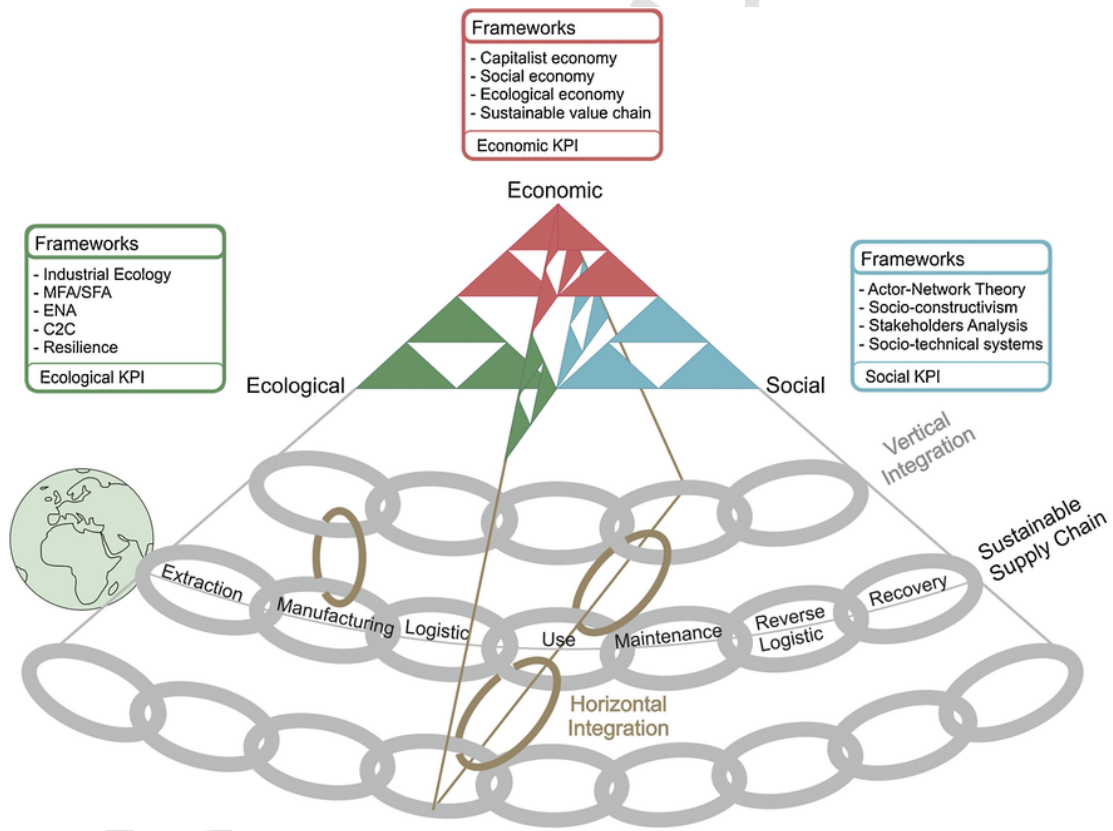 Frameworks
- Capitalist economy
- Social economy
- Ecological economy
- Sustainable value chain
Economic KPI
Economic
Frameworks
- Industrial Ecology
- MFA/SFA
- ENA
- C2C
- Resilience
Ecological KPI
Frameworks
- Actor-Network Theory
- Socio-constructivism
- Stakeholders Analysis
- Socio-technical systems
Social KPI
Ecological
Social
Vertical
Integration
Sustainable
Supply Chain
Extraction
Manufacturing
Logistic
Use
Maintenance
Reverse
Logistic
Recovery
Horizontal
Integration